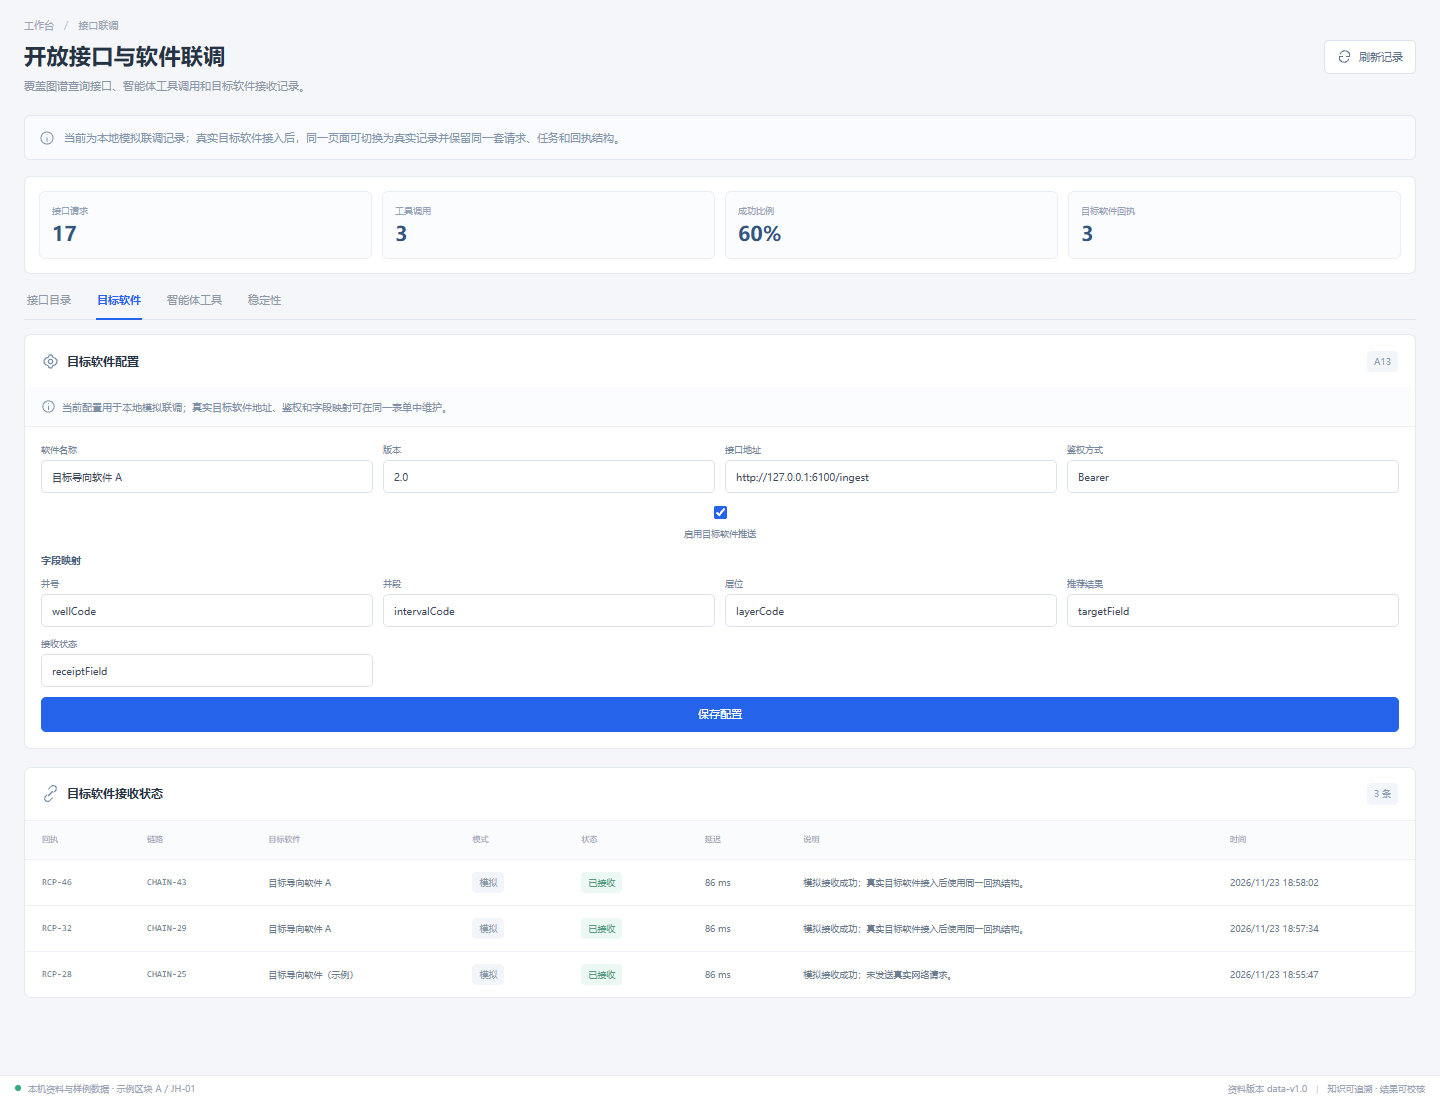 工作台 / 接口联调
开放接口与软件联调
刷新记录
覆盖图谱查询接口、智能体工具调用和目标软件接收记录。
当前为本地模拟联调记录；真实目标软件接入后，同一页面可切换为真实记录并保留同一套请求、任务和回执结构。
接口请求 工具调用 成功比例 目标软件回执
17 3 60% 3
接口目录 目标软件 智能体工具 稳定性
目标软件配置 A13
当前配置用于本地模拟联调；真实目标软件地址、鉴权和字段映射可在同一表单中维护。
软件名称 版本 接口地址 鉴权方式
目标导向软件 A 2.0 http://127.0.0.1:6100/ingest Bearer
启用目标软件推送
字段映射
井号 井段 层位 推荐结果
wellCode intervalCode layerCode targetField
接收状态
receiptField
保存配置
目标软件接收状态 3 条
回执 链路 目标软件 模式 状态 延迟 说明 时间
RCP-46 CHAIN-43 目标导向软件 A 模拟 已接收 86 ms 模拟接收成功；真实目标软件接入后使用同一回执结构。 2026/11/23 18:58:02
RCP-32 CHAIN-29 目标导向软件 A 模拟 已接收 86 ms 模拟接收成功；真实目标软件接入后使用同一回执结构。 2026/11/23 18:57:34
RCP-28 CHAIN-25 目标导向软件（示例） 模拟 已接收 86 ms 模拟接收成功；未发送真实网络请求。 2026/11/23 18:55:47
本机资料与样例数据 · 示例区块 A / JH-01 资料版本 data-v1.0 | 知识可追溯 · 结果可校核